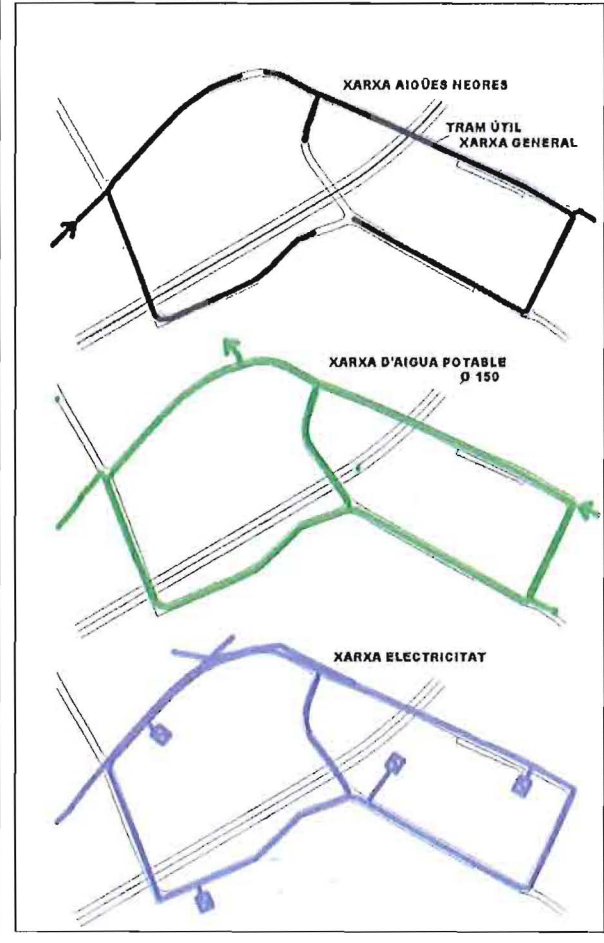 XARXA AIGÜES NEGRES
TRAM ÚTIL
XARXA GENERAL
XARXA D'AIGUA POTABLE
Ø 150
XARXA ELECTRICITAT